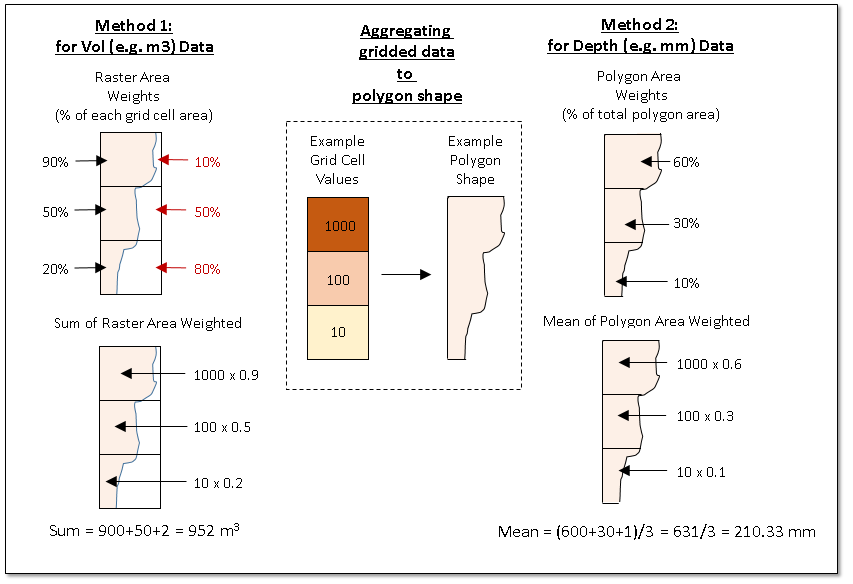 Method 1:
for Vol (e.g. m3) Data
Raster Area
Weights
(% of each grid cell area)
90%
10%
50%
50%
20%
80%
Sum of Raster Area Weighted
1000 x 0.9
100 x 0.5
10 x 0.2
Sum = 900+50+2 = 952 m³
Aggregating
gridded data
to
polygon shape
Example
Grid Cell
Values
Example
Polygon
Shape
1000
100
10
Method 2:
for Depth (e.g. mm) Data
Polygon Area
Weights
(% of total polygon area)
60%
30%
10%
Mean of Polygon Area Weighted
1000 x 0.6
100 x 0.3
10 x 0.1
Mean = (600+30+1)/3 = 631/3 = 210.33 mm